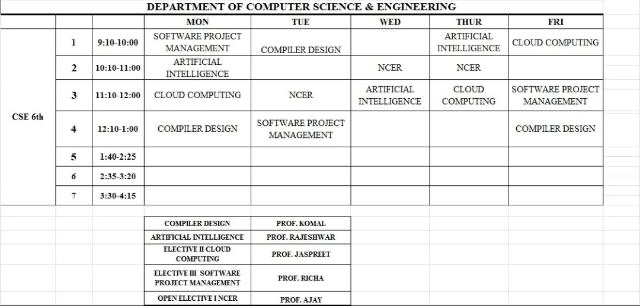 DEPARTMENT OF COMPUTER SCIENCE & ENGINEERING
MON TUE WED THUR FRI
CSE 6th
1 9:10-10:00 SOFTWARE PROJECT MANAGEMENT COMPILER DESIGN ARTIFICIAL INTELLIGENCE CLOUD COMPUTING
2 10:10-11:00 ARTIFICIAL INTELLIGENCE NCER NCER
3 11:10-12:00 CLOUD COMPUTING NCER ARTIFICIAL INTELLIGENCE CLOUD COMPUTING SOFTWARE PROJECT MANAGEMENT
4 12:10-1:00 COMPILER DESIGN SOFTWARE PROJECT MANAGEMENT COMPILER DESIGN
5 1:40-2:25
6 2:35-3:20
7 3:30-4:15
COMPILER DESIGN PROF. KOMAL
ARTIFICIAL INTELLIGENCE PROF. RAJESHWAR
ELECTIVE II CLOUD COMPUTING PROF. JASPREET
ELECTIVE III SOFTWARE PROJECT MANAGEMENT PROF. RICHA
OPEN ELECTIVE I NCER PROF. AJAY